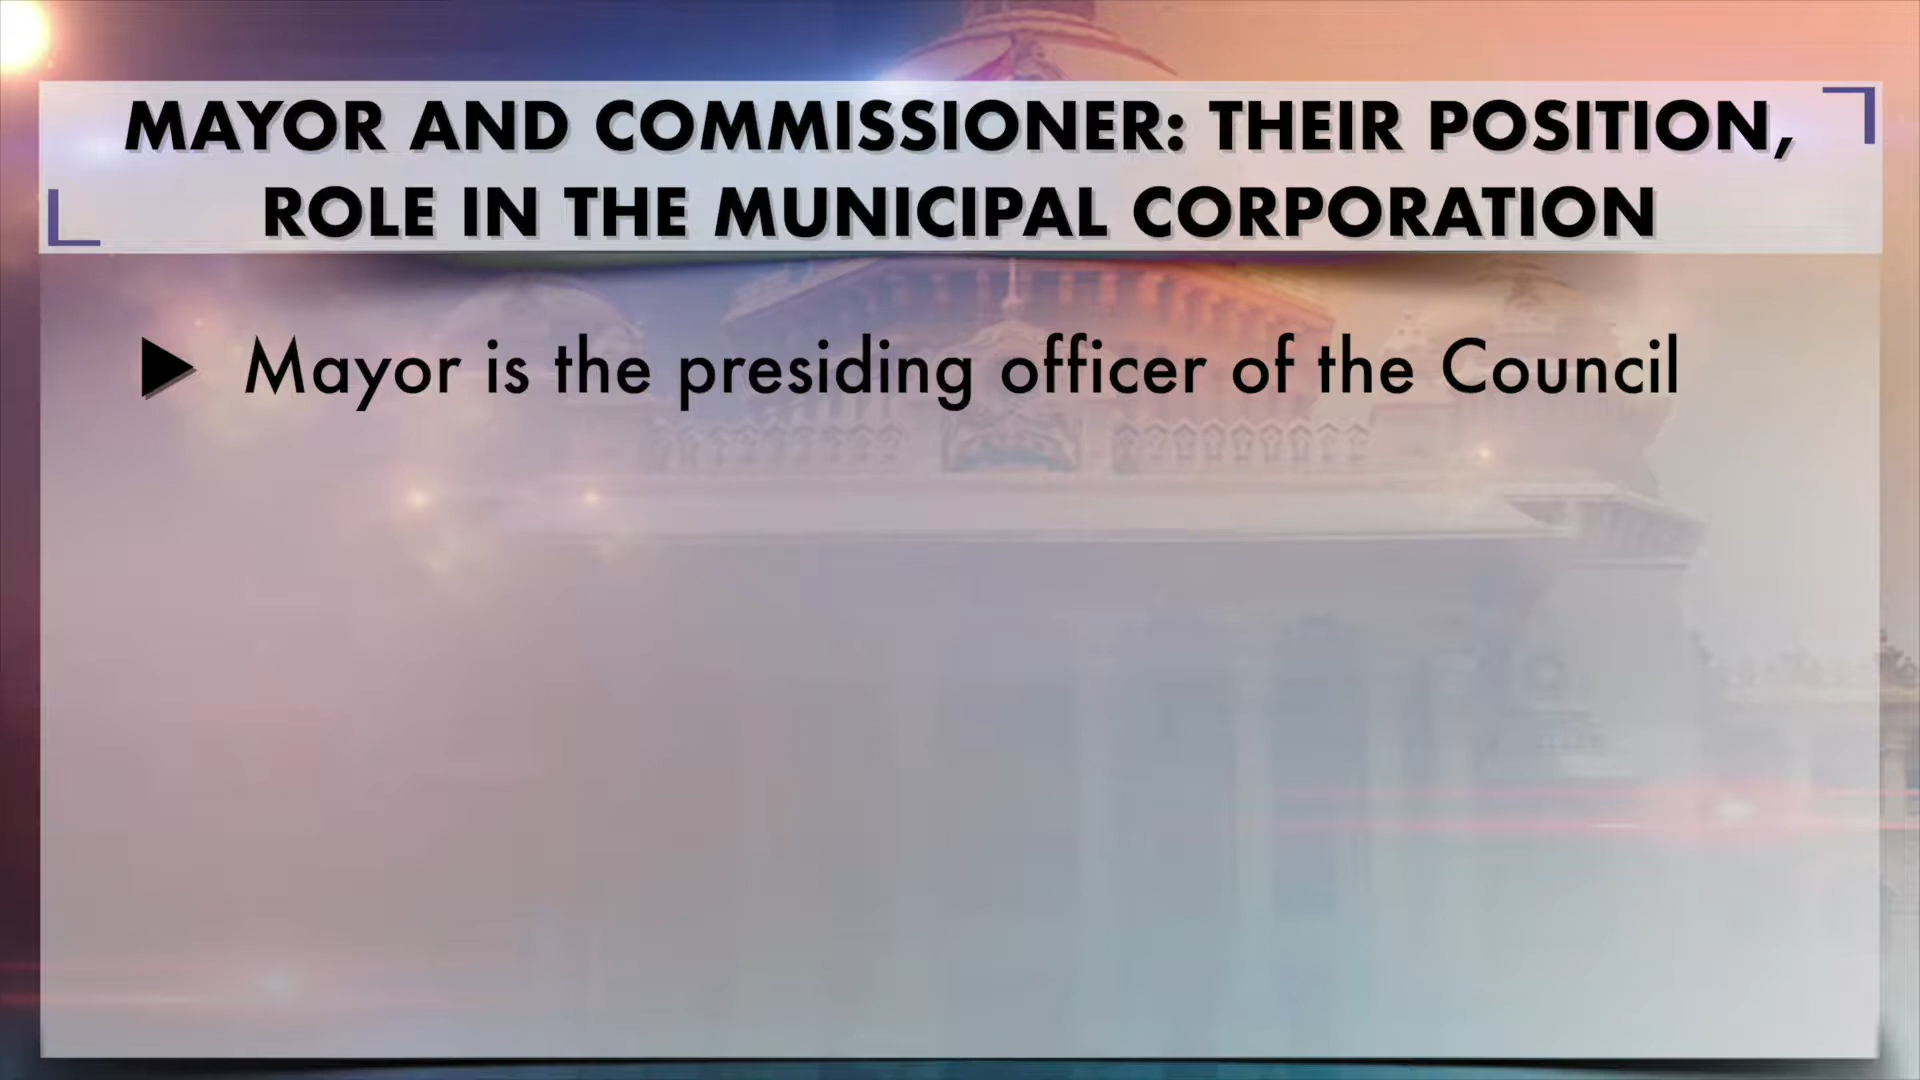 MAYOR AND COMMISSIONER: THEIR POSITION,
ROLE IN THE MUNICIPAL CORPORATION
Mayor is the presiding officer of the Council